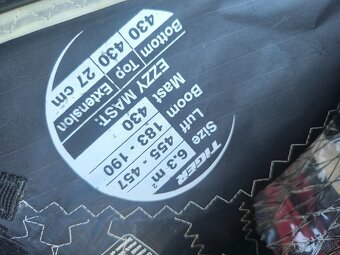 TIGER
Size 6.3 m²
Luff 455 - 457
Boom 183 - 190
Mast 430
EZZY MAST:
Bottom Top Extension
430 430 27 cm